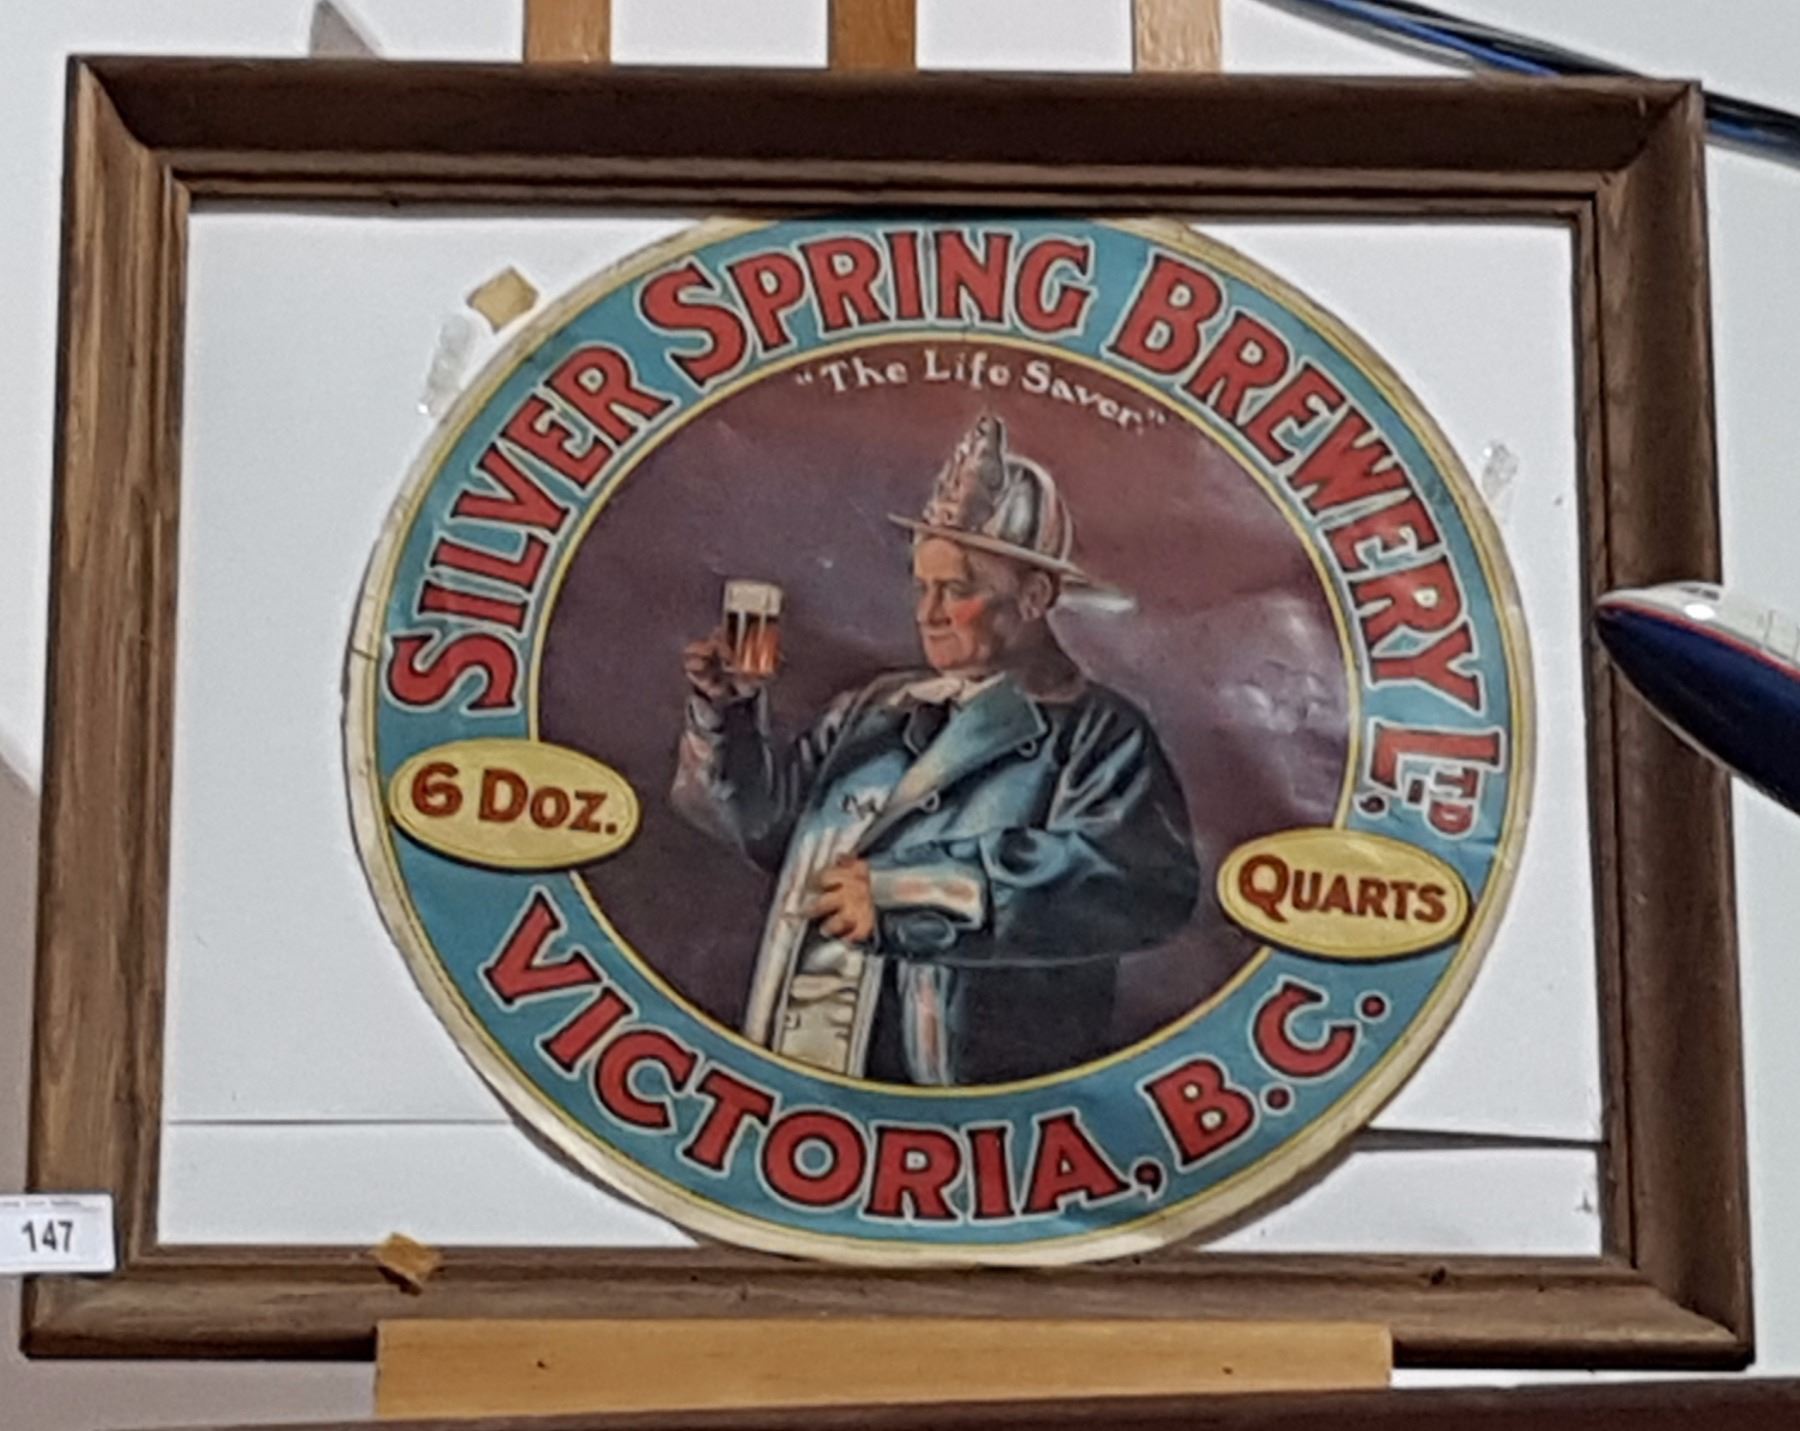 SILVER SPRING BREWERY LTD,
"The Life Saver"
6 DOZ.
QUARTS
VICTORIA, B.C.
147